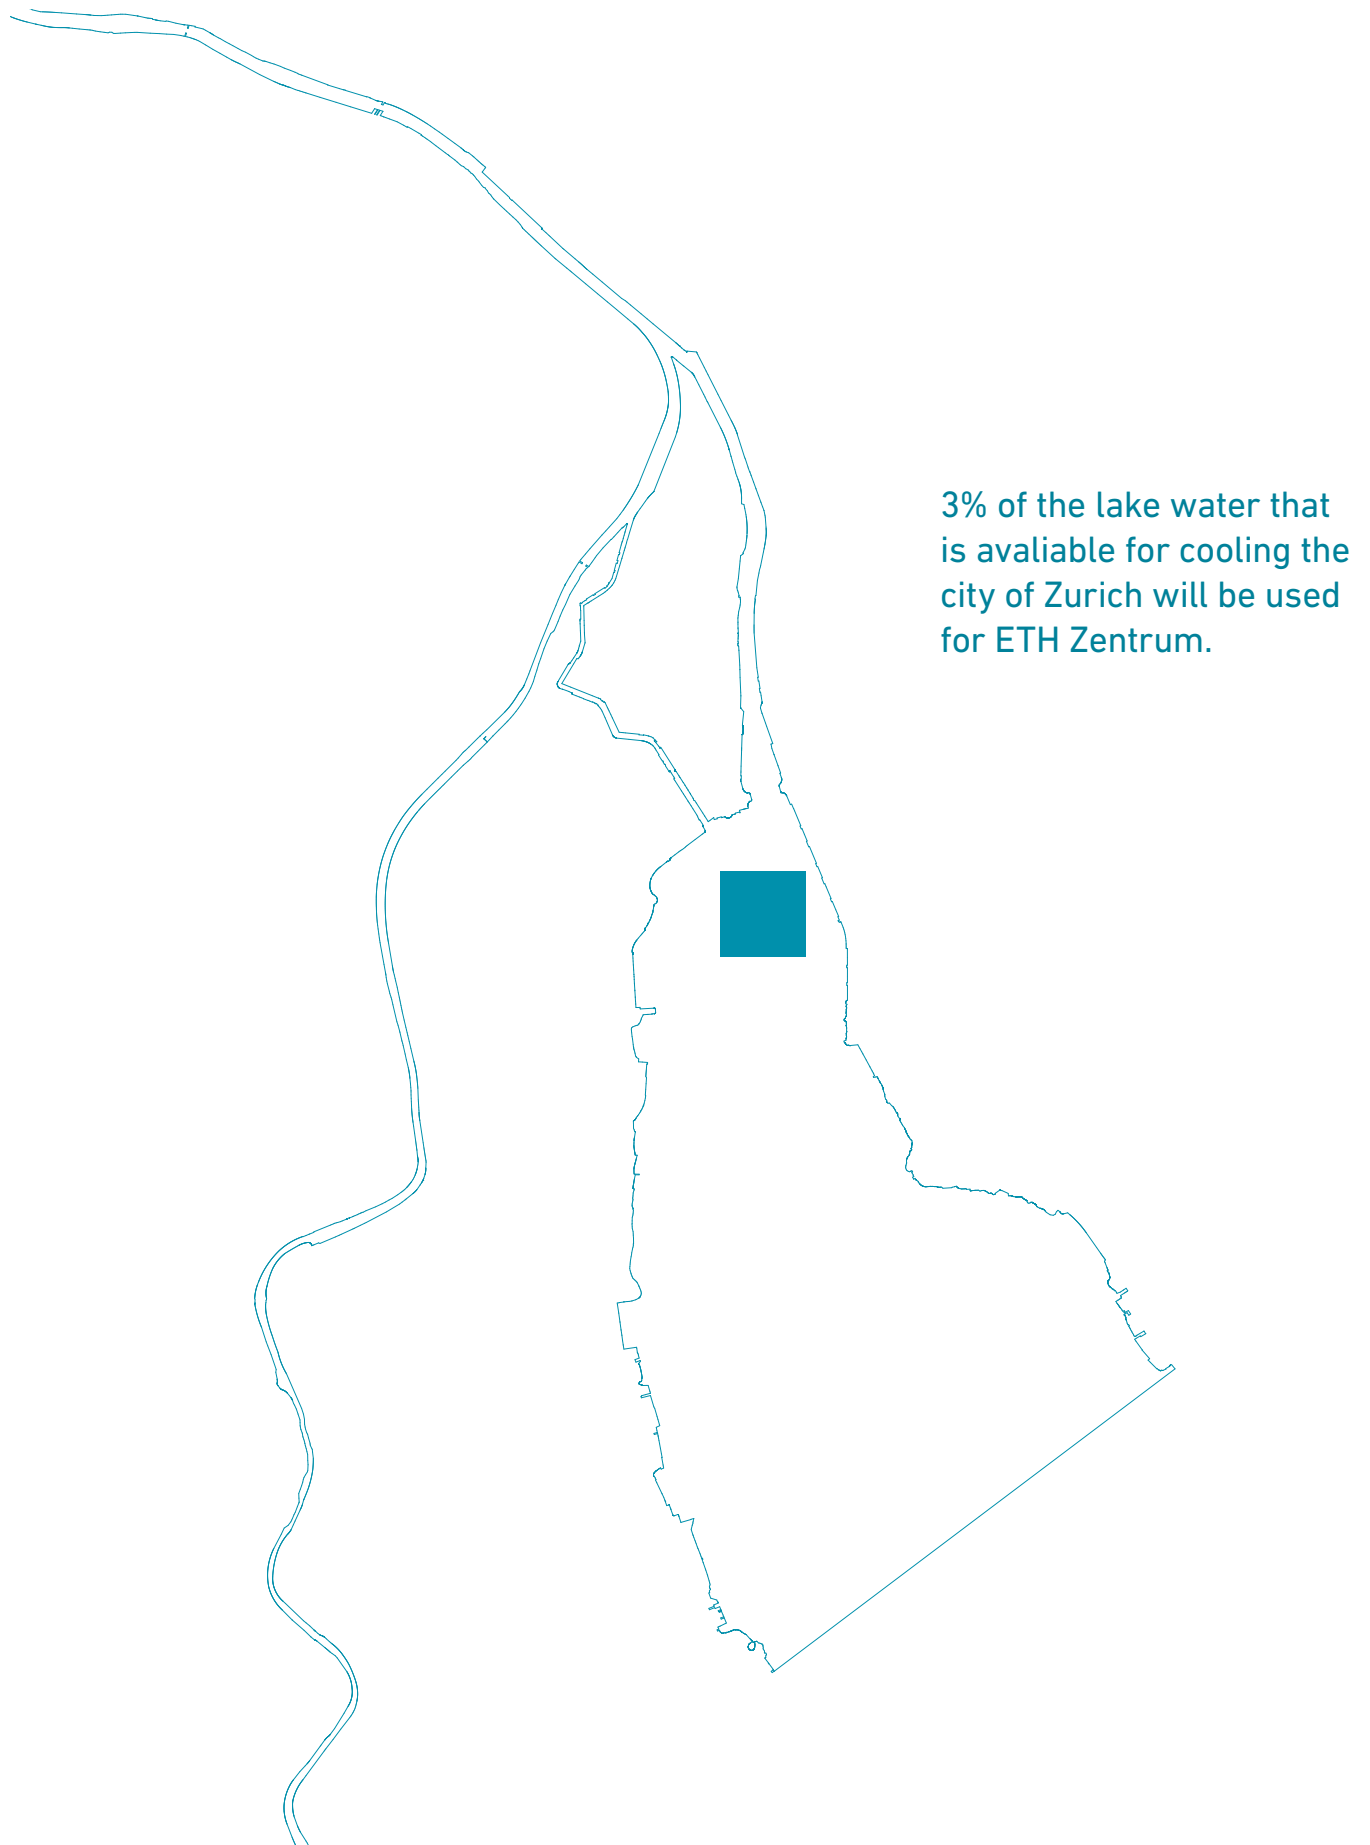 3% of the lake water that
is avaliable for cooling the
city of Zurich will be used
for ETH Zentrum.